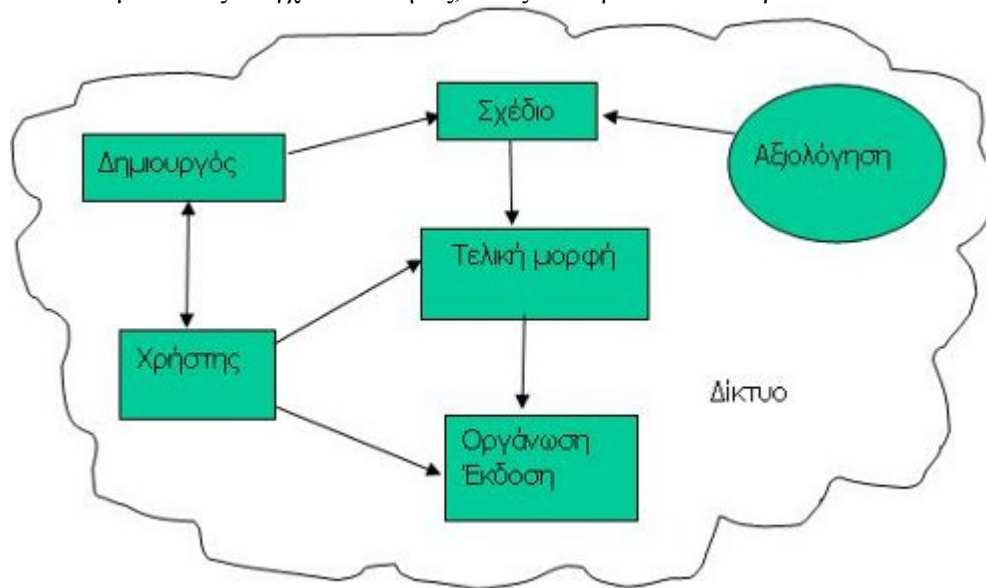 Σχέδιο
Δημιουργός
Αξιολόγηση
Τελική μορφή
Χρήστης
Δίκτυο
Οργάνωση
Έκδοση